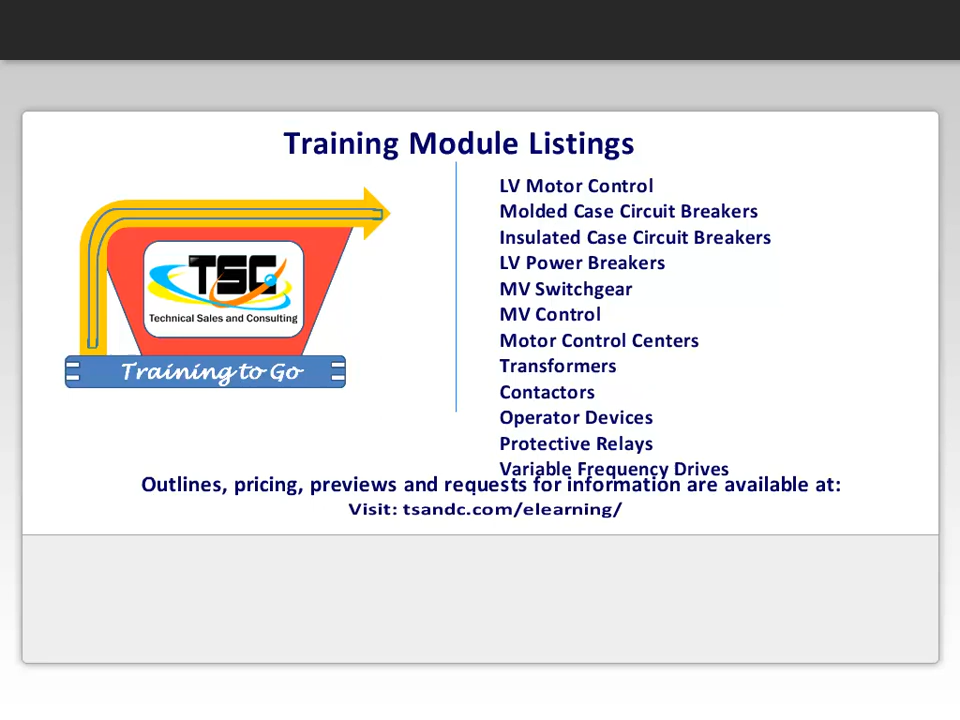 Training Module Listings
TSC
Technical Sales and Consulting
Training to Go
LV Motor Control
Molded Case Circuit Breakers
Insulated Case Circuit Breakers
LV Power Breakers
MV Switchgear
MV Control
Motor Control Centers
Transformers
Contactors
Operator Devices
Protective Relays
Variable Frequency Drives
Outlines, pricing, previews and requests for information are available at:
Visit: tsandc.com/elearning/